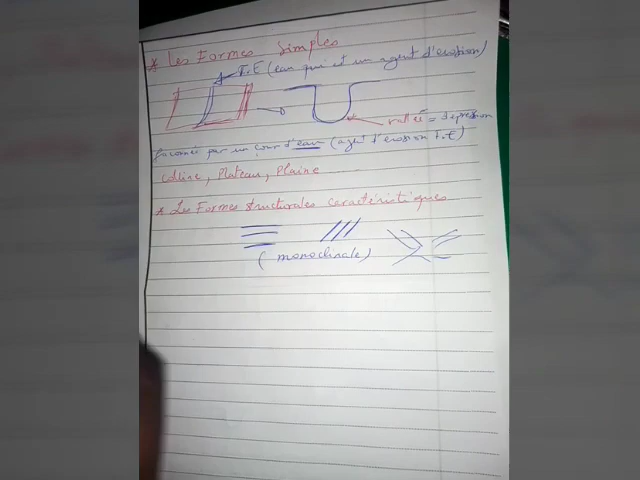 * Les Formes simples
F.E (eau qui est un agent d'érosion)
vallée = dépression
façonnée par un cour d'eau (agent d'érosion F.E)
Colline, Plateau, Plaine
* Les Formes structurales caractéristiques
(monoclinale)